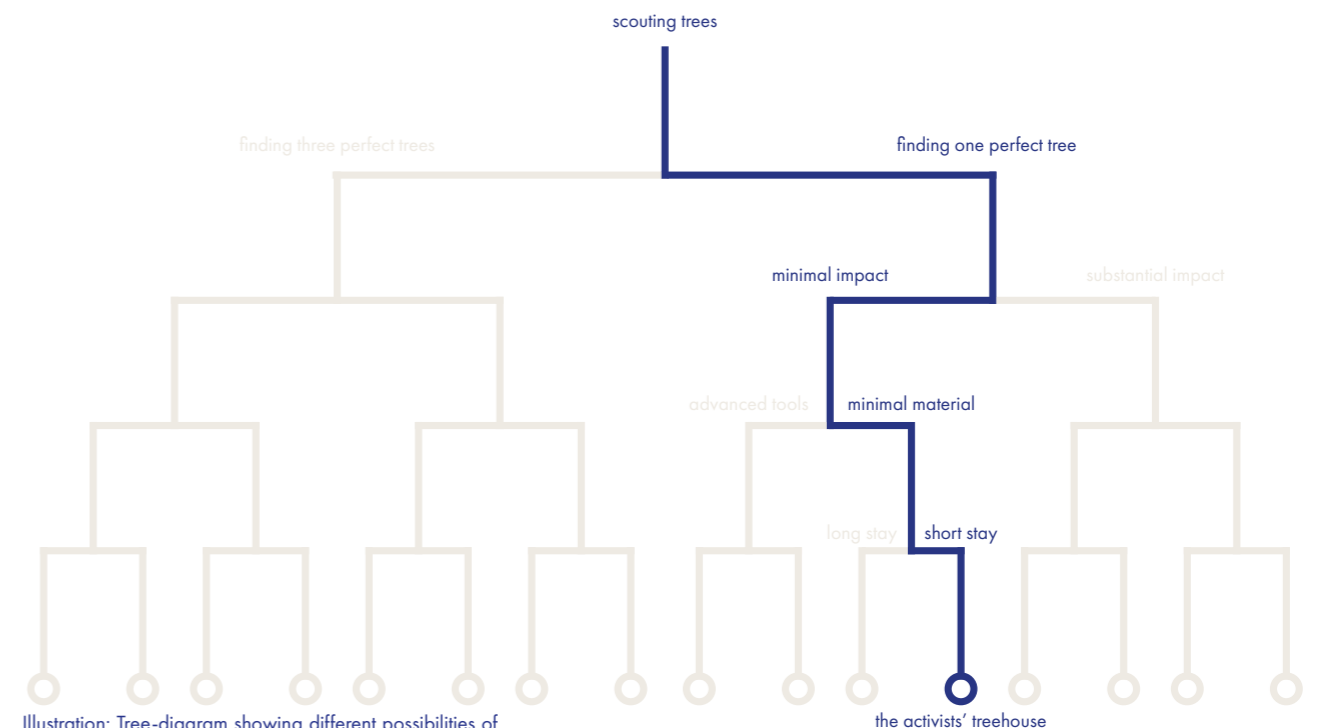 scouting trees
finding three perfect trees
finding one perfect tree
minimal impact
substantial impact
advanced tools
minimal material
long stay
short stay
the activists' treehouse
Illustration: Tree-diagram showing different possibilities of